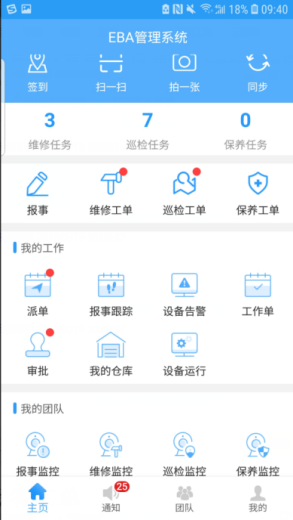 18% 09:40
EBA管理系统
签到 扫一扫 拍一张 同步
3 7 0
维修任务 巡检任务 保养任务
报事 维修工单 巡检工单 保养工单
我的工作
派单 报事跟踪 设备告警 工作单
审批 我的仓库 设备运行
我的团队
报事监控 维修监控 巡检监控 保养监控
25
主页 通知 团队 我的